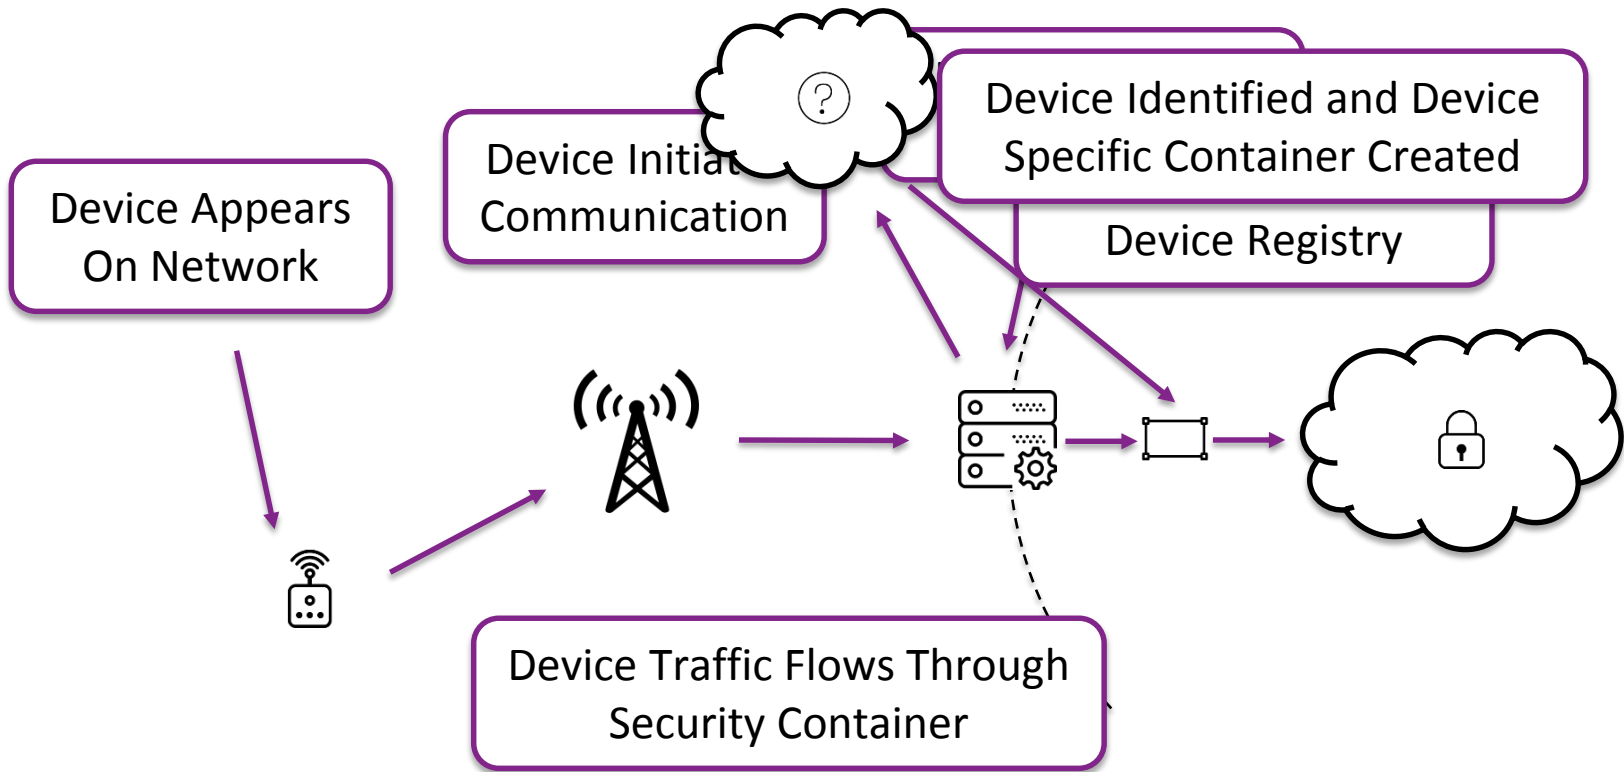 Device Appears
On Network
Device Initiat
Communication
?
Device Identified and Device
Specific Container Created
Device Registry
Device Traffic Flows Through
Security Container